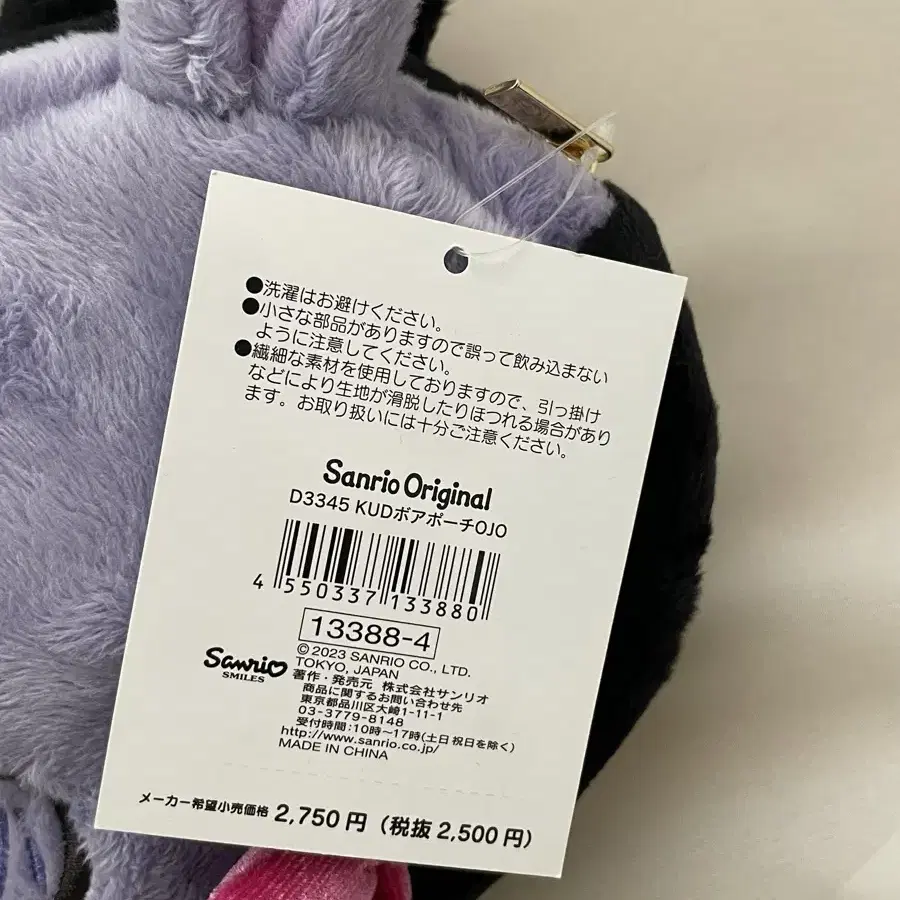 ●洗濯はお避けください。
●小さな部品がありますので誤って飲み込まない
ように注意してください。
●繊細な素材を使用しておりますので、引っ掛け
などにより生地が滑脱したりほつれる場合があり
ます。お取り扱いには十分ご注意ください。
Sanrio Original
D3345 KUDボアポーチOJO
4 550337 133880
13388-4
© 2023 SANRIO CO., LTD.
TOKYO, JAPAN
Sanrio
SMILES
著作・発売元 株式会社サンリオ
商品に関するお問い合わせ先
東京都品川区大崎1-11-1
03-3779-8148
受付時間:10時〜17時(土日祝日を除く)
http://www.sanrio.co.jp/
MADE IN CHINA
メーカー希望小売価格 2,750円(税抜2,500円)